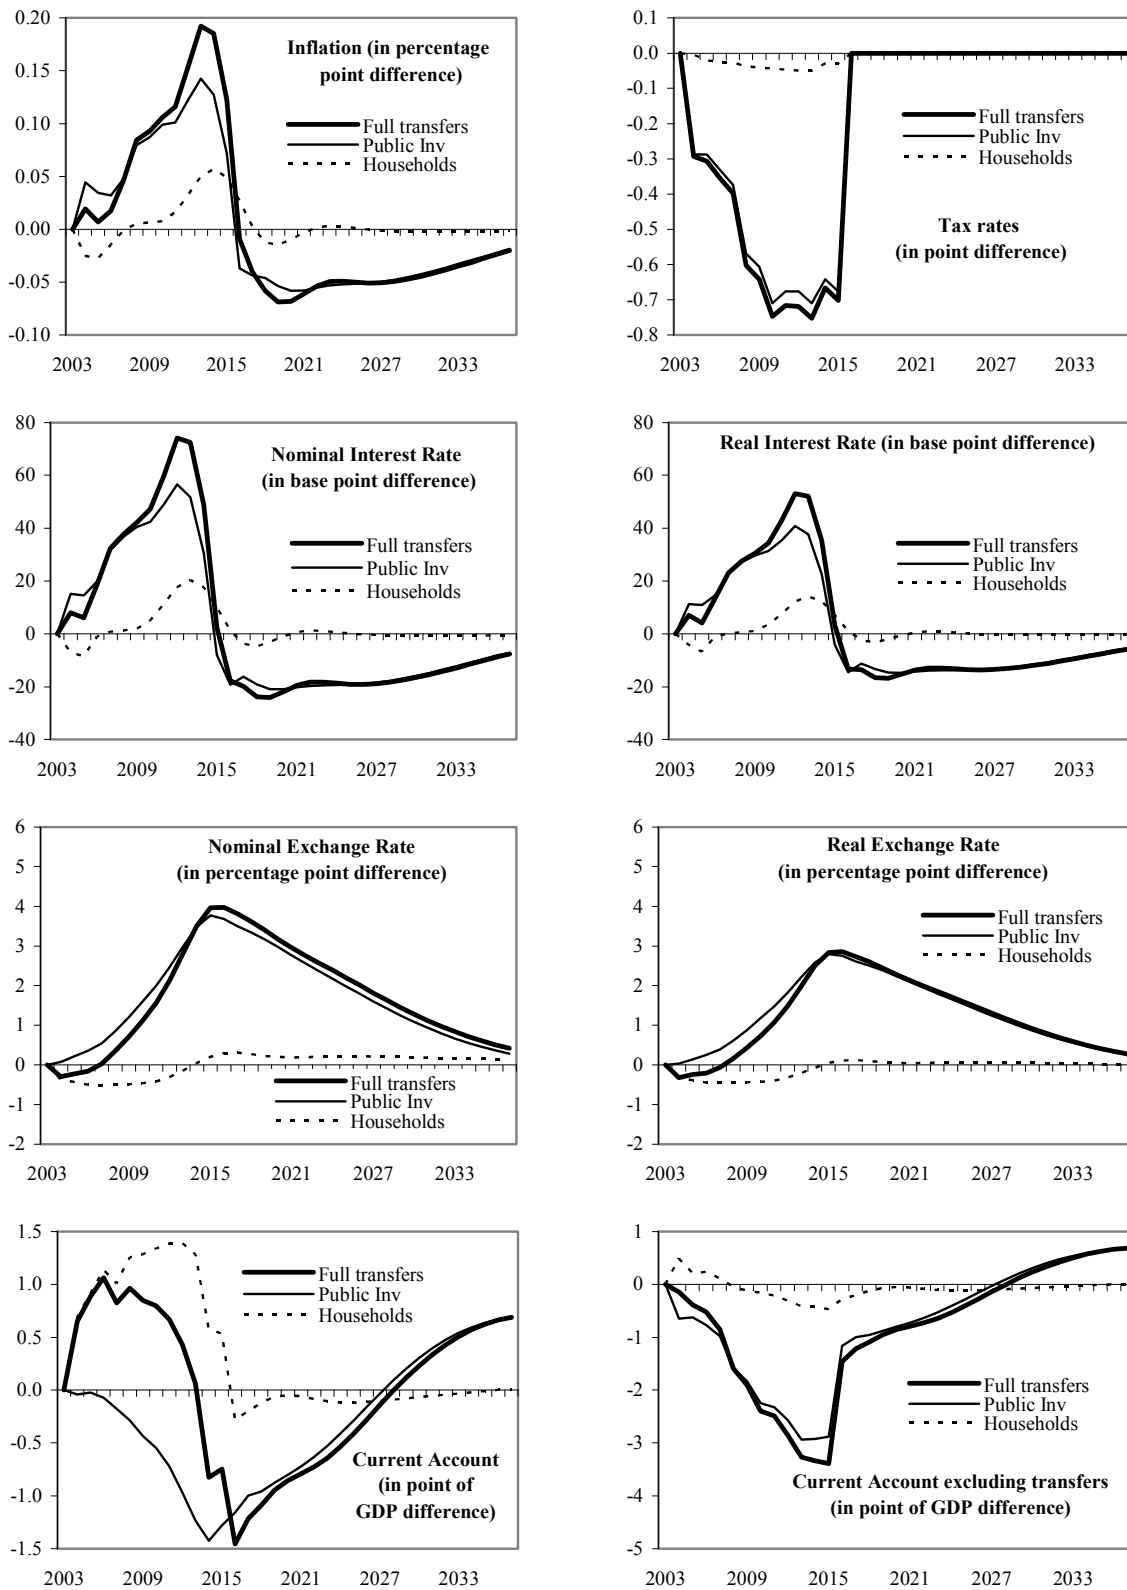 0.20
0.15
0.10
0.05
0.00
-0.05
-0.10
Inflation (in percentage
point difference)
Full transfers
Public Inv
Households
2003 2009 2015 2021 2027 2033
0.1
0.0
-0.1
-0.2
-0.3
-0.4
-0.5
-0.6
-0.7
-0.8
Full transfers
Public Inv
Households
Tax rates
(in point difference)
2003 2009 2015 2021 2027 2033
80
60
40
20
0
-20
-40
Nominal Interest Rate
(in base point difference)
Full transfers
Public Inv
Households
2003 2009 2015 2021 2027 2033
80
60
40
20
0
-20
-40
Real Interest Rate (in base point difference)
Full transfers
Public Inv
Households
2003 2009 2015 2021 2027 2033
6
5
4
3
2
1
0
-1
-2
Nominal Exchange Rate
(in percentage point difference)
Full transfers
Public Inv
Households
2003 2009 2015 2021 2027 2033
6
5
4
3
2
1
0
-1
-2
Real Exchange Rate
(in percentage point difference)
Full transfers
Public Inv
Households
2003 2009 2015 2021 2027 2033
1.5
1.0
0.5
0.0
-0.5
-1.0
-1.5
Full transfers
Public Inv
Households
Current Account
(in point of
GDP difference)
2003 2009 2015 2021 2027 2033
1
0
-1
-2
-3
-4
-5
Full transfers
Public Inv
Households
Current Account excluding transfers
(in point of GDP difference)
2003 2009 2015 2021 2027 2033